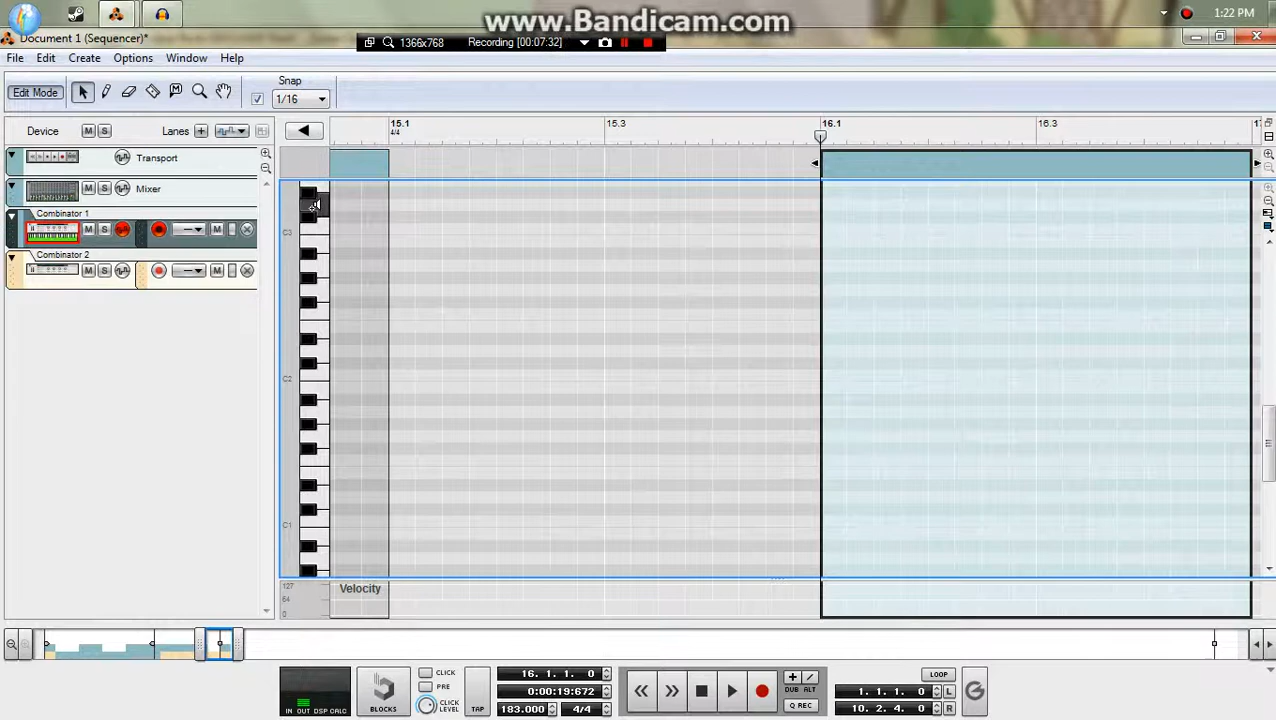 www.Bandicam.com
1:22 PM
Document 1 (Sequencer)*
1366x768 Recording [00:07:32]
File Edit Create Options Window Help
Edit Mode
Snap
1/16
Device M S Lanes
15.1
4/4
15.3
16.1
16.3
Transport
M S Mixer
Combinator 1
M S M
Combinator 2
M S M
C3
C2
C1
127
64
0
Velocity
IN OUT DSP CALC
BLOCKS
CLICK
PRE
CLICK
LEVEL
TAP
16. 1. 1. 0
0:00:19:672
183.000 4/4
DUB ALT
Q REC
LOOP
1. 1. 1. 0 L
10. 2. 4. 0 R